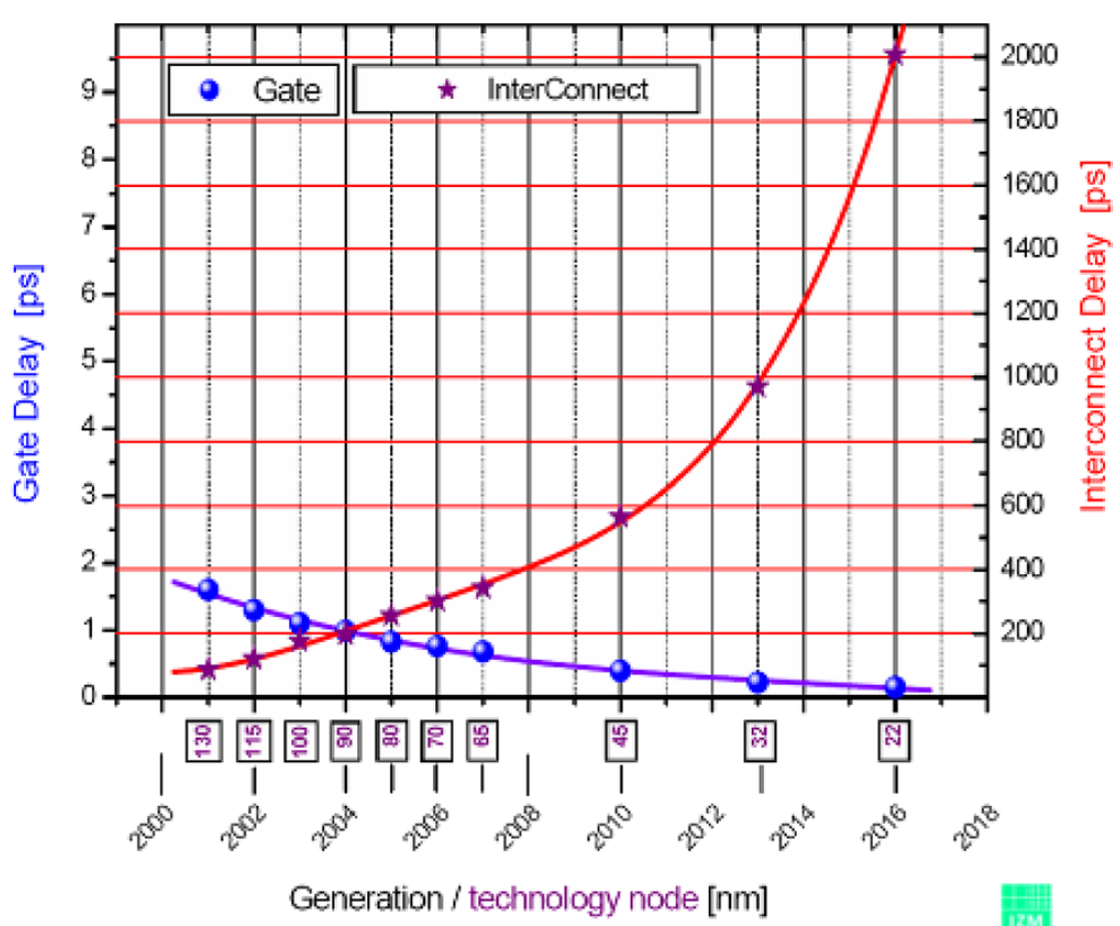 Gate
InterConnect
Gate Delay [ps]
9
8
7
6
5
4
3
2
1
0
2000
1800
1600
1400
1200
1000
800
600
400
200
Interconnect Delay [ps]
130 115 100 90 80 70 65 45 32 22
2000 2002 2004 2006 2008 2010 2012 2014 2016 2018
Generation / technology node [nm]
IZM